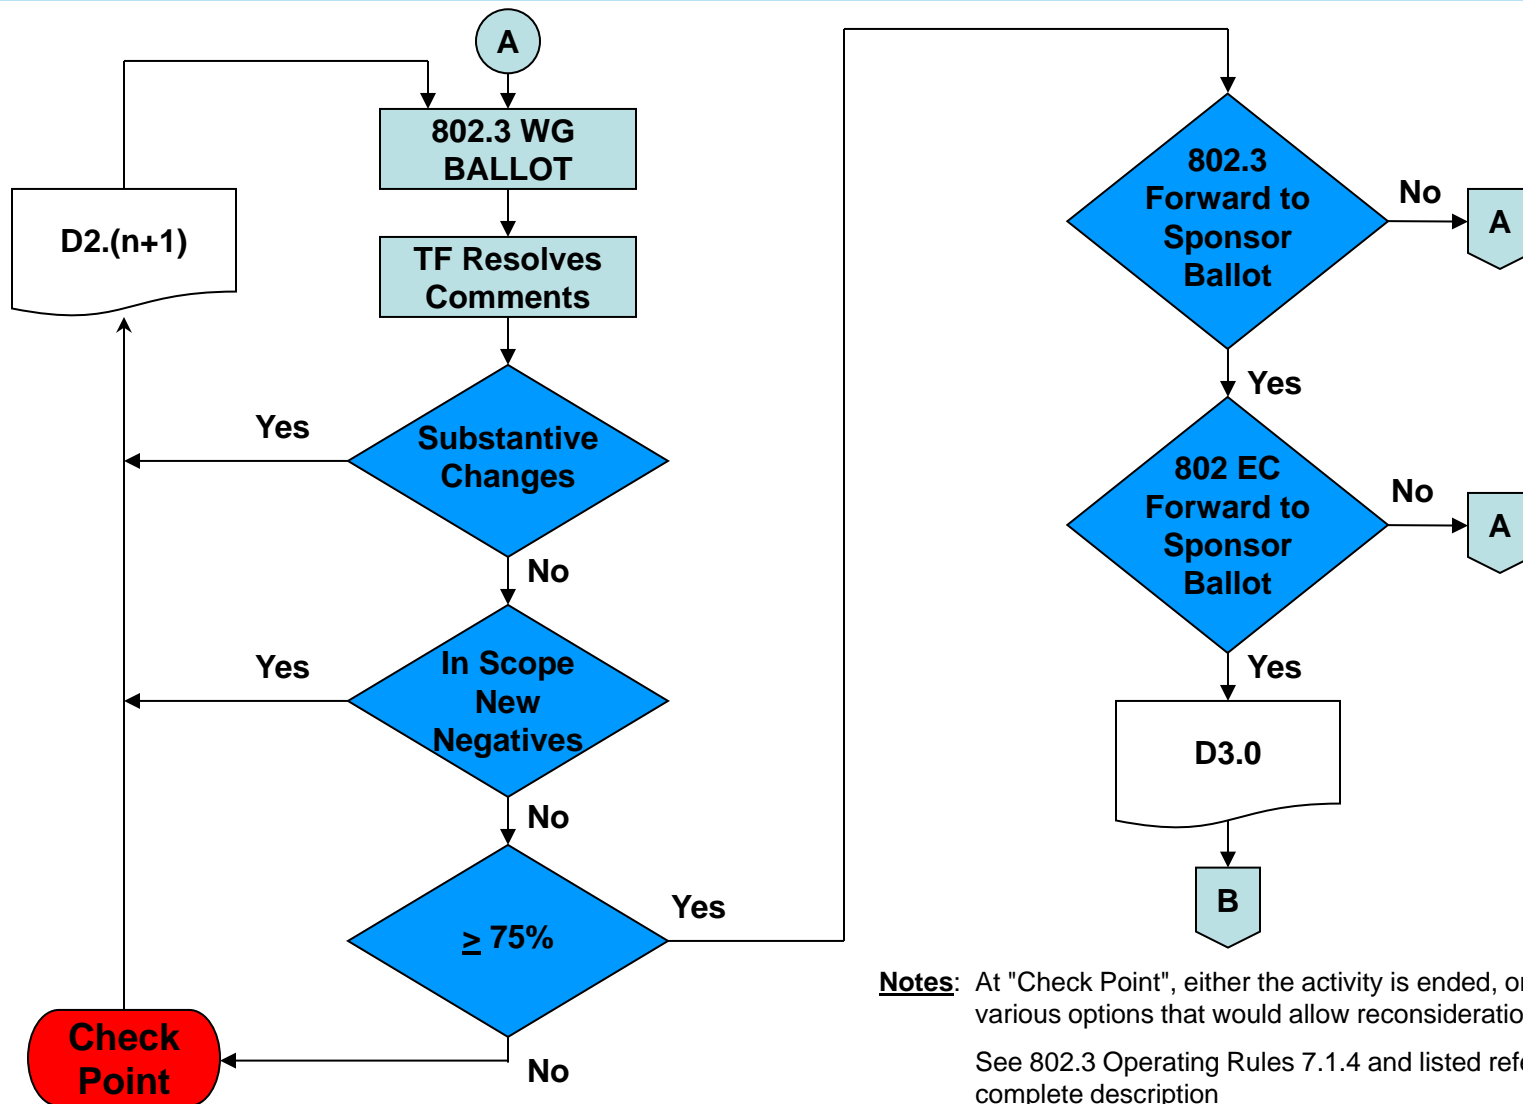 A
802.3 WG
BALLOT
D2.(n+1)
TF Resolves
Comments
Yes
Substantive
Changes
No
Yes
In Scope
New
Negatives
No
≥ 75%
Yes
No
Check
Point
802.3
Forward to
Sponsor
Ballot
No
A
Yes
802 EC
Forward to
Sponsor
Ballot
No
A
Yes
D3.0
B
Notes: At "Check Point", either the activity is ended, or
various options that would allow
See 802.3 Operating Rules 7.1.4 and listed
complete description